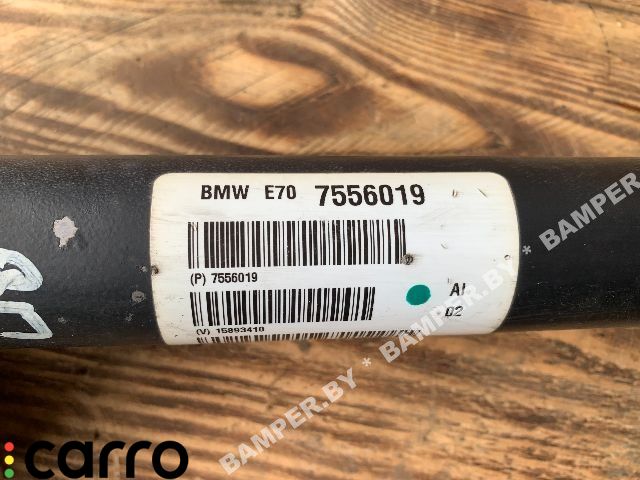 BMW E70 7556019
(P) 7556019
AI
02
(V) 15893410
carro
BAMPER.BY * BAMPER.BY * BAMPER.BY